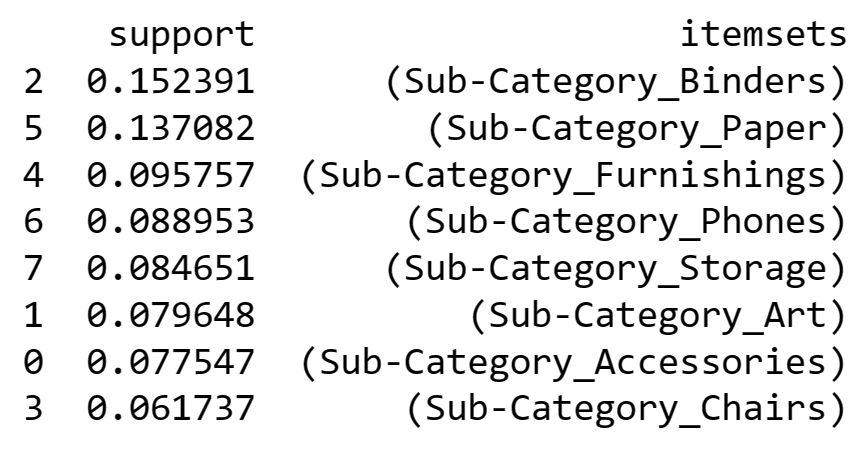 support itemsets
2 0.152391 (Sub-Category_Binders)
5 0.137082 (Sub-Category_Paper)
4 0.095757 (Sub-Category_Furnishings)
6 0.088953 (Sub-Category_Phones)
7 0.084651 (Sub-Category_Storage)
1 0.079648 (Sub-Category_Art)
0 0.077547 (Sub-Category_Accessories)
3 0.061737 (Sub-Category_Chairs)